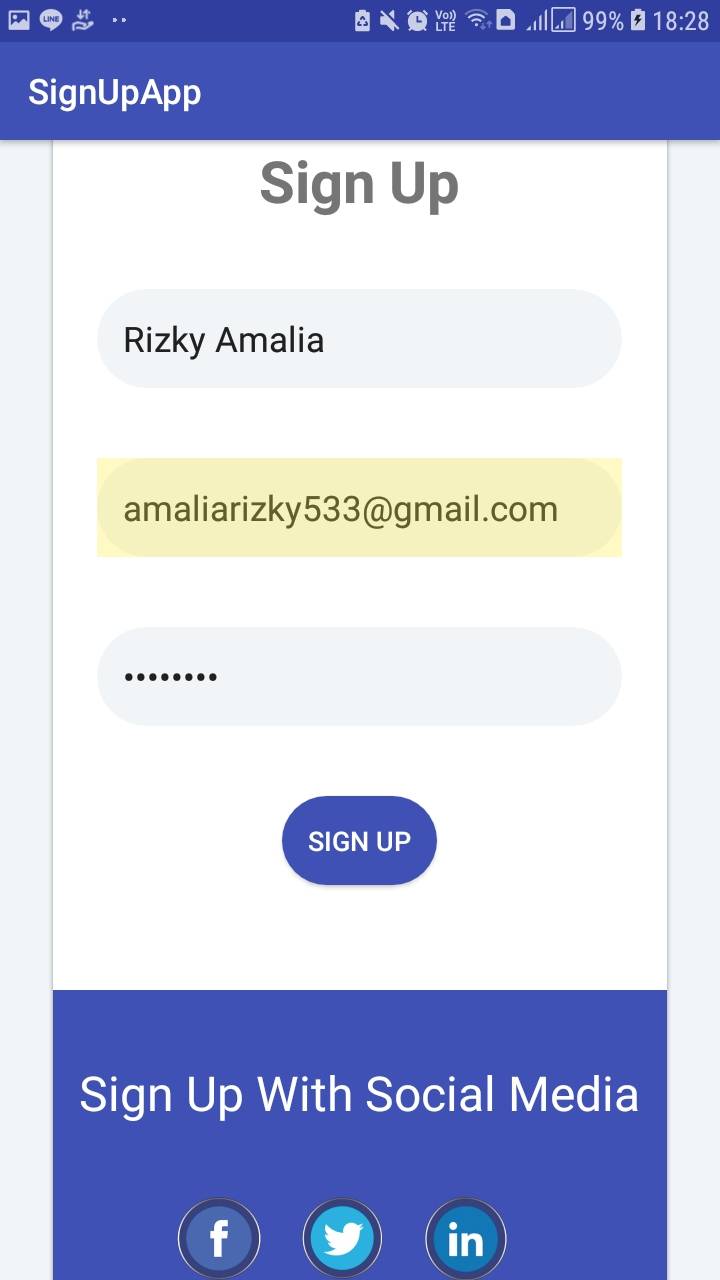 LINE Vo)) LTE 99% 18:28
SignUpApp
Sign Up
Rizky Amalia
amaliarizky533@gmail.com
••••••••
SIGN UP
Sign Up With Social Media
f in